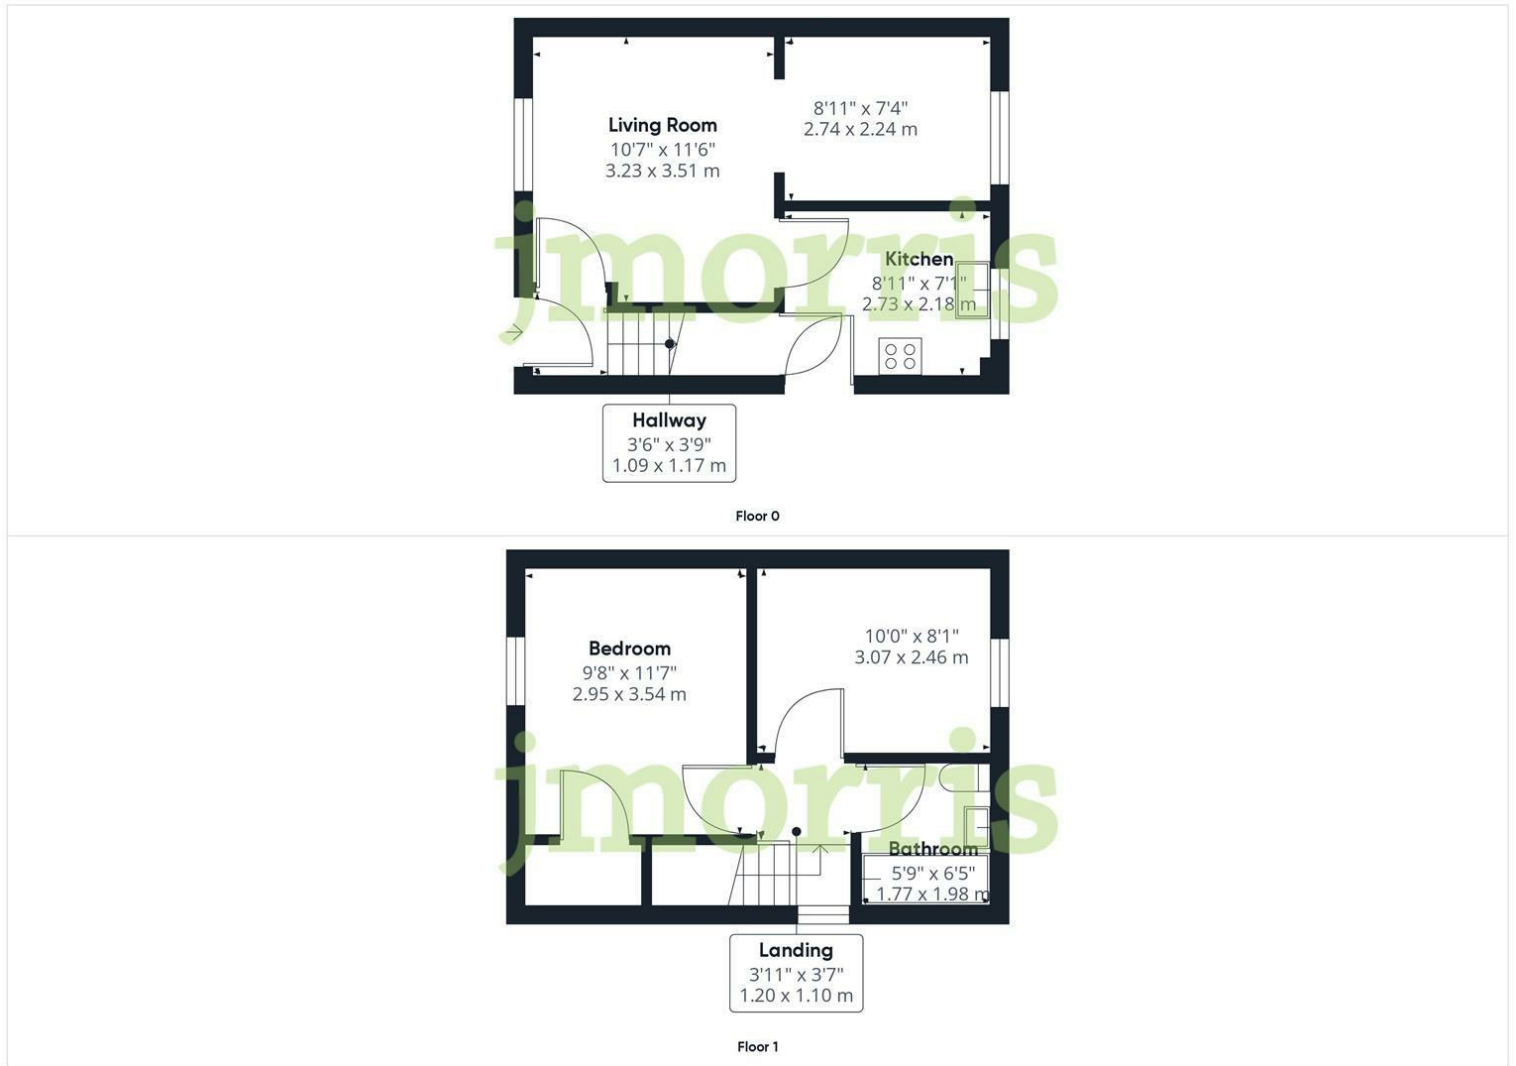 Living Room
10'7" x 11'6"
3.23 x 3.51 m
8'11" x 7'4"
2.74 x 2.24 m
jmorris
Kitchen
8'11" x 7'1"
2.73 x 2.18 m
Hallway
3'6" x 3'9"
1.09 x 1.17 m
Floor 0
Bedroom
9'8" x 11'7"
2.95 x 3.54 m
10'0" x 8'1"
3.07 x 2.46 m
jmorris
Bathroom
5'9" x 6'5"
1.77 x 1.98 m
Landing
3'11" x 3'7"
1.20 x 1.10 m
Floor 1